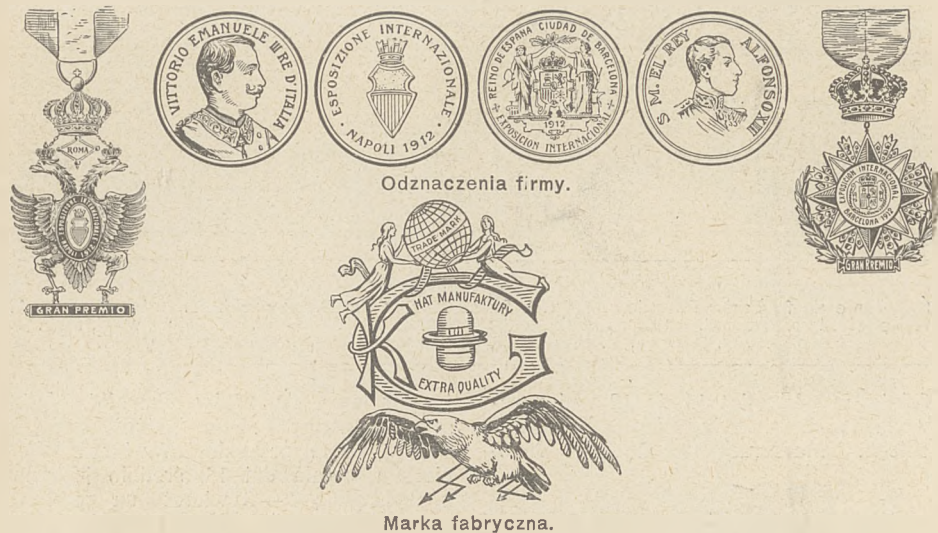 ROMA
ESPOSIZIONE INTERNAZIONALE
GRAN PREMIO
VITTORIO EMANUELE III RE D'ITALIA
ESPOSIZIONE INTERNAZIONALE
· NAPOLI 1912 ·
REINO DE ESPAÑA CIUDAD DE BARCELONA
1912
EXPOSICION INTERNACIONAL
S. M. EL REY ALFONSO XIII
EXPOSICION INTERNACIONAL
BARCELONA 1912
GRAN PREMIO
Odznaczenia firmy.
TRADE MARK
HAT MANUFAKTURY
EXTRA QUALITY
Marka fabryczna.